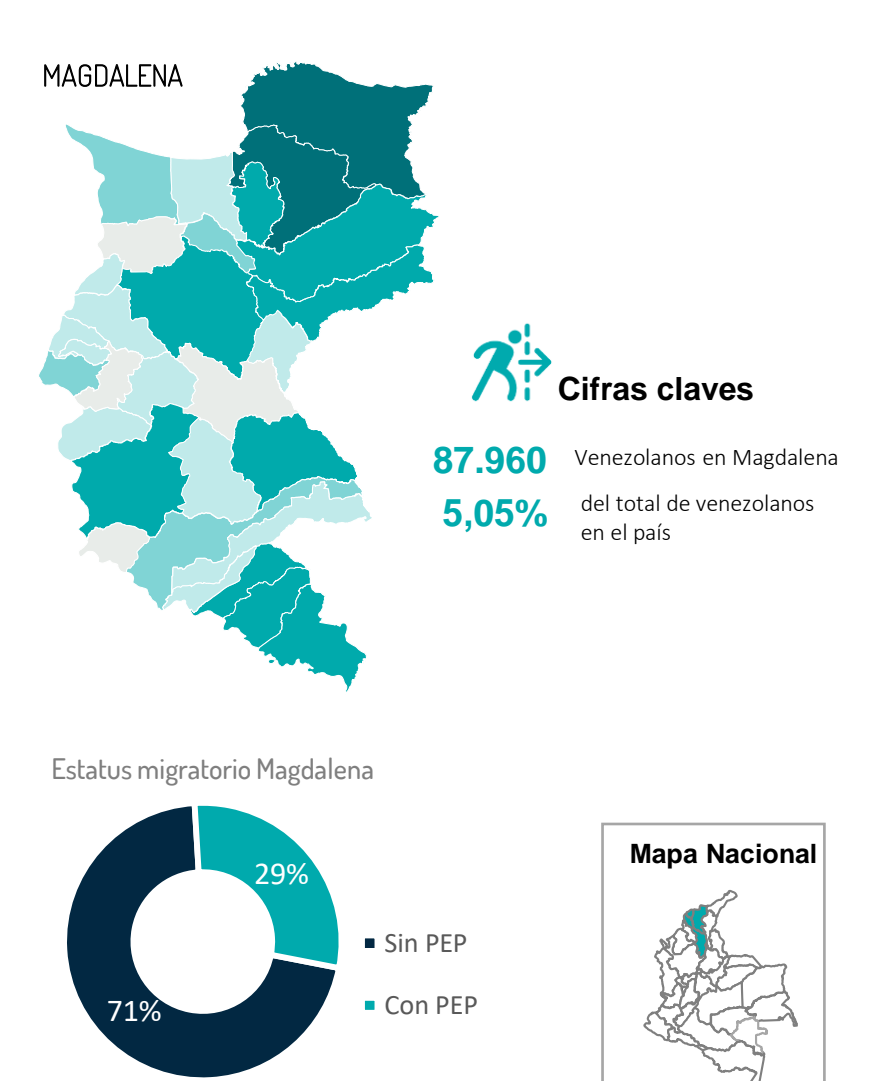 MAGDALENA
Cifras claves
87.960 Venezolanos en Magdalena
5,05% del total de venezolanos
en el país
Estatus migratorio Magdalena
29%
71%
Sin PEP
Con PEP
Mapa Nacional